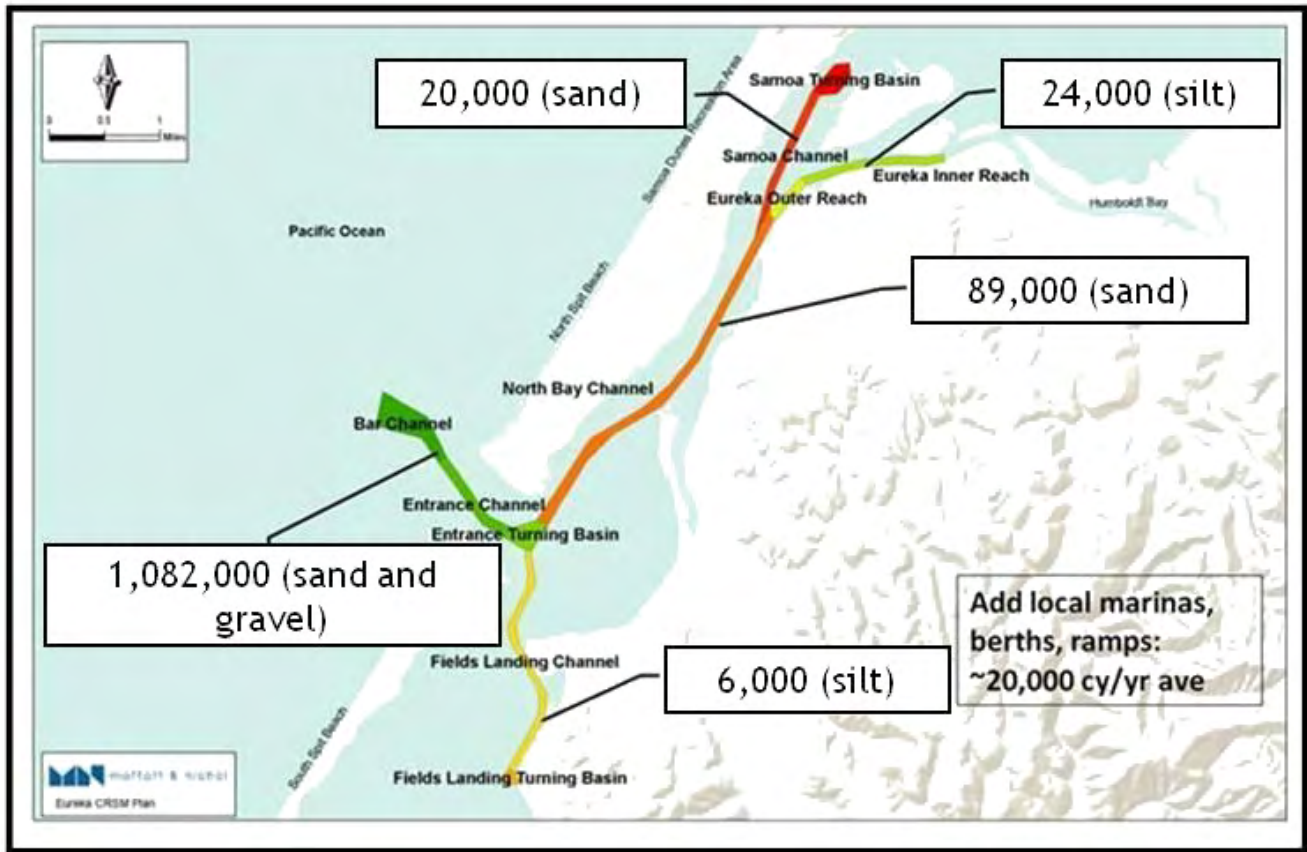 0
0.5
1
Miles
20,000 (sand)
Samoa Turning Basin
24,000 (silt)
Samoa Dunes Recreation Area
Samoa Channel
Eureka Inner Reach
Eureka Outer Reach
Humboldt Bay
Pacific Ocean
89,000 (sand)
North Spit Beach
North Bay Channel
Bar Channel
Entrance Channel
Entrance Turning Basin
1,082,000 (sand and
gravel)
Add local marinas,
berths, ramps:
~20,000 cy/yr ave
Fields Landing Channel
6,000 (silt)
South Spit Beach
Fields Landing Turning Basin
moffatt & nichol
Eureka CRSM Plan